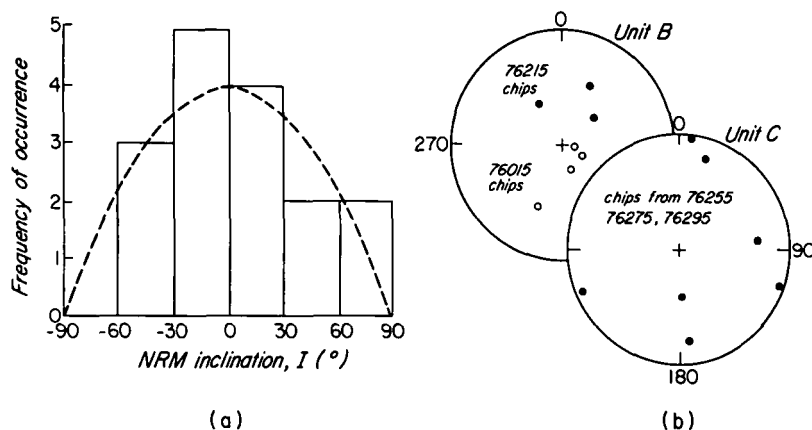 Frequency of occurrence
5
4
3
2
1
0
-90 -60 -30 0 30 60 90
NRM inclination, I (°)
(a)
0
Unit B
76215
chips
270
76015
chips
0
Unit C
chips from 76255
76275, 76295
90
180
(b)